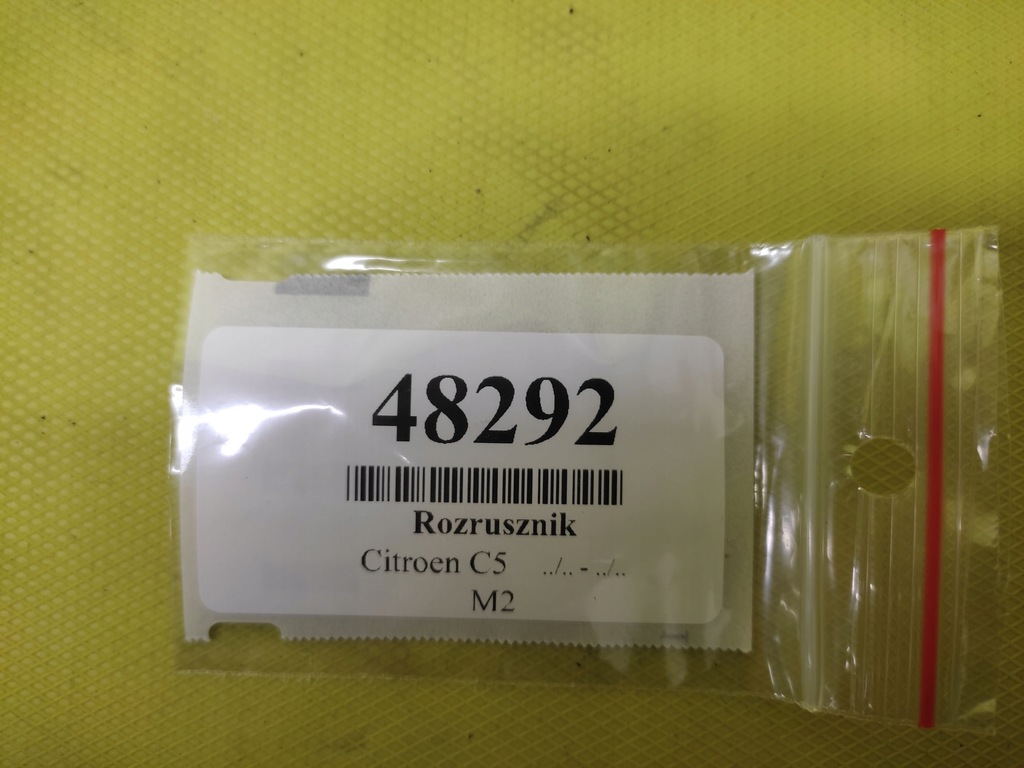 48292
Rozrusznik
Citroen C5 ../.. - ../..
M2